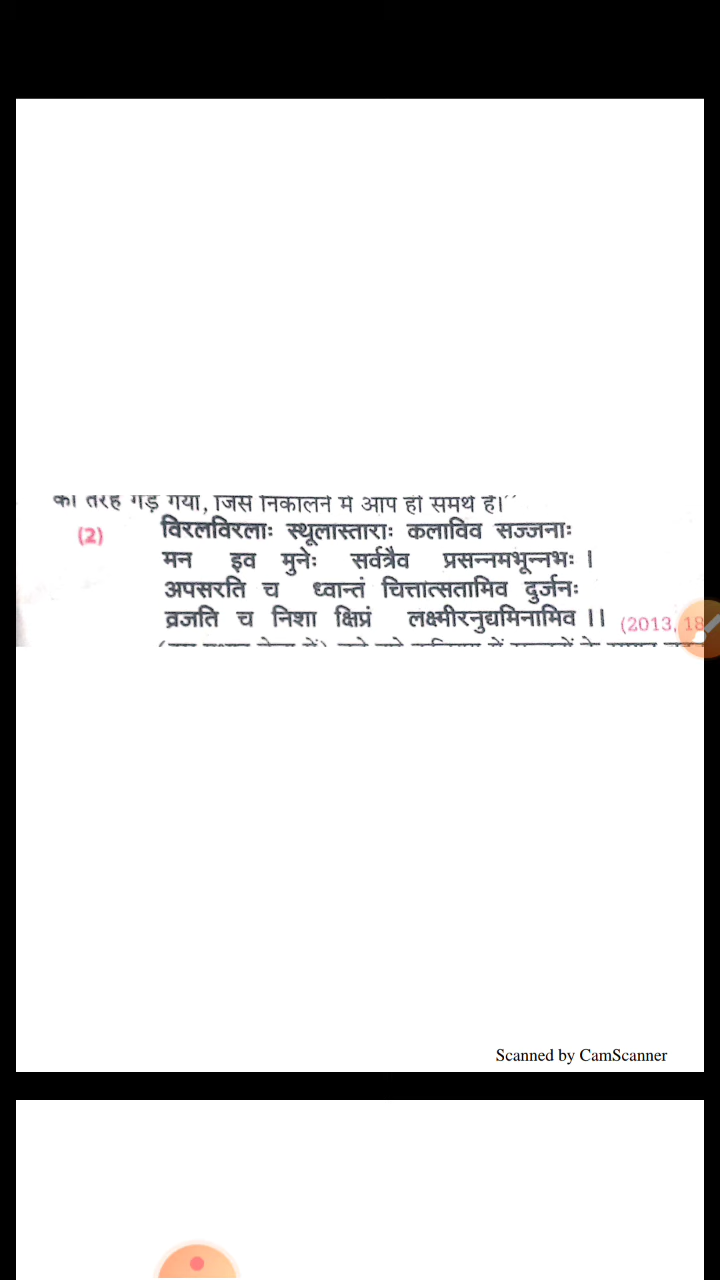 की तरह गड़ गया, जिसे निकालने में आप ही समर्थ हैं।''
(2) विरलविरलाः स्थूलास्ताराः कलाविव सज्जनाः
मन इव मुनेः सर्वत्रैव प्रसन्नमभून्नभः ।
अपसरति च ध्वान्तं चित्तात्सतामिव दुर्जनः
व्रजति च निशा क्षिप्रं लक्ष्मीरनुद्यमिनामिव ।। (2013, 18
Scanned by CamScanner